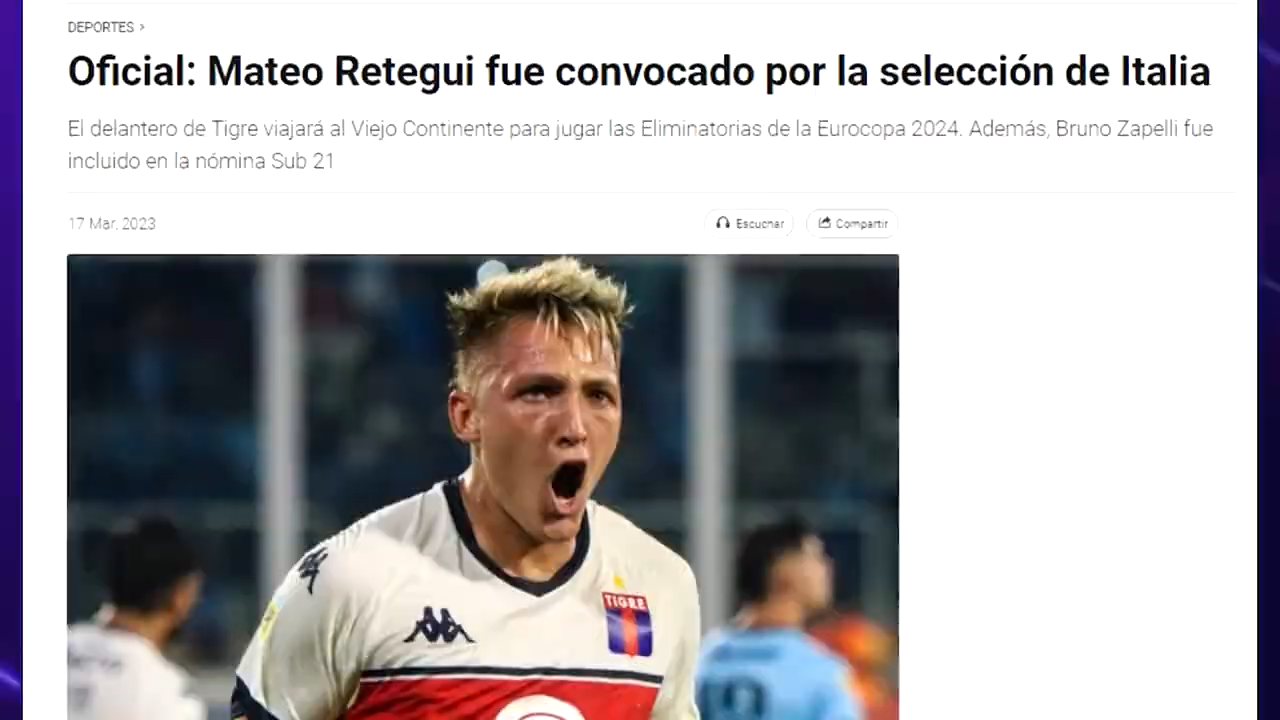 DEPORTES >
Oficial: Mateo Retegui fue convocado por la selección de Italia
El delantero de Tigre viajará al Viejo Continente para jugar las Eliminatorias de la Eurocopa 2024. Además, Bruno Zapelli fue
incluido en la nómina Sub 21
17 Mar. 2023
Escuchar
Compartir
TIGRE